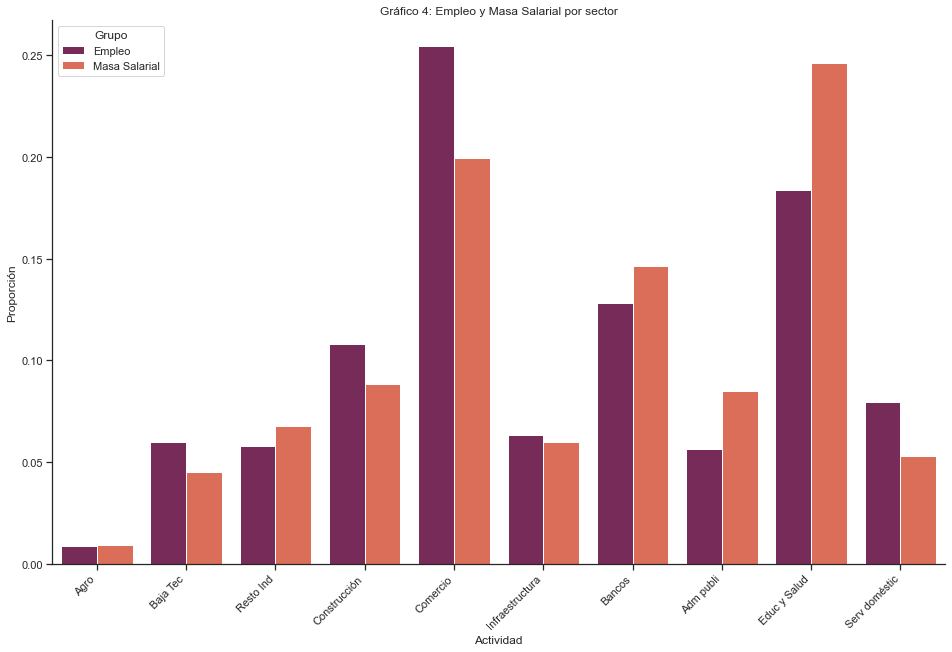 Gráfico 4: Empleo y Masa Salarial por sector
Grupo
Empleo
Masa Salarial
0.25
0.20
0.15
0.10
0.05
0.00
Proporción
Agro
Baja Tec
Resto Ind
Construcción
Comercio
Infraestructura
Bancos
Adm publi
Educ y Salud
Serv doméstic
Actividad